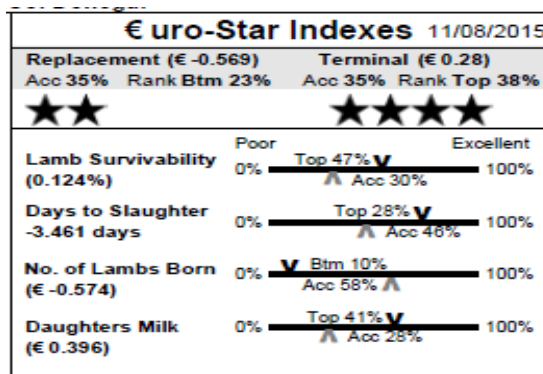 € uro-Star Indexes 11/08/2015
Replacement (€ -0.569) Terminal (€ 0.28)
Acc 35% Rank Btm 23% Acc 35% Rank Top 38%
Poor Excellent
Lamb Survivability 0% Top 47% 100%
(0.124%) Acc 30%
Days to Slaughter 0% Top 28% 100%
-3.461 days Acc 46%
No. of Lambs Born 0% Btm 10% 100%
(€ -0.574) Acc 58%
Daughters Milk 0% Top 41% 100%
(€ 0.396) Acc 28%